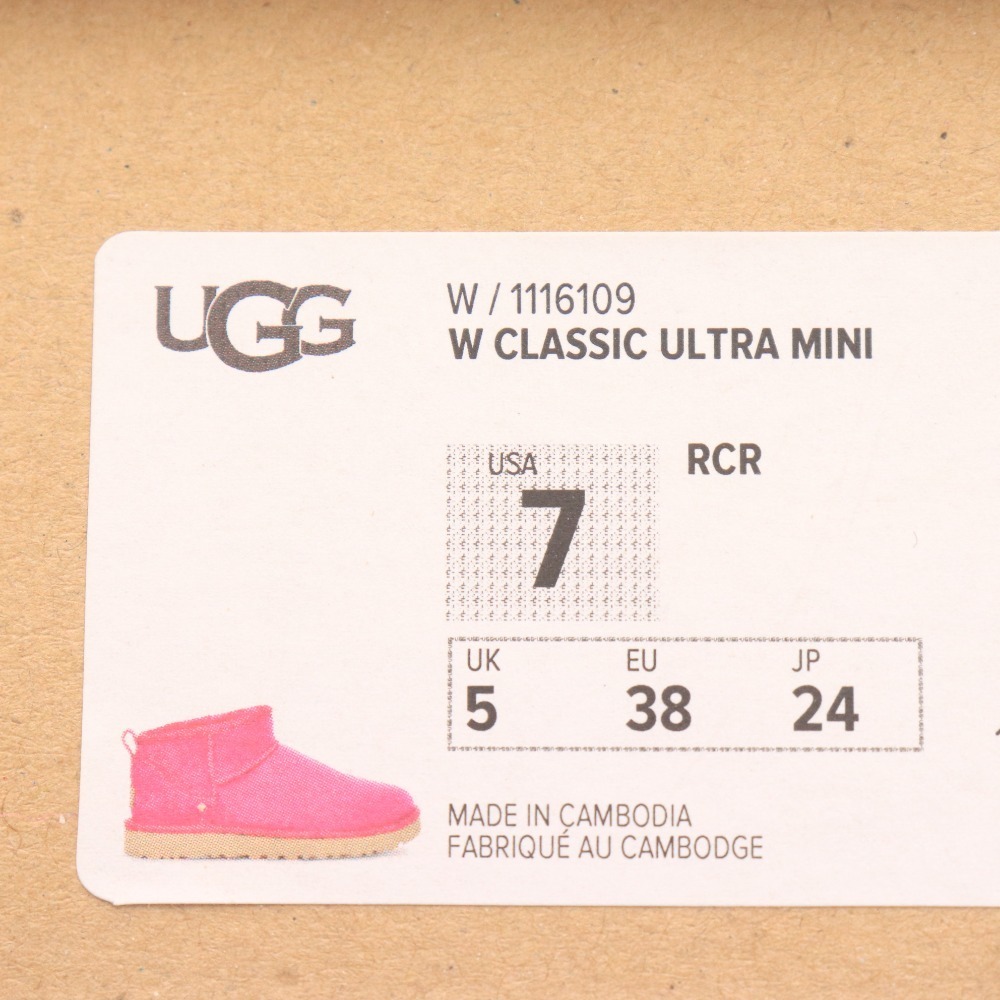 UGG
W / 1116109
W CLASSIC ULTRA MINI
USA
7
RCR
UK EU JP
5 38 24
MADE IN CAMBODIA
FABRIQUÉ AU CAMBODGE